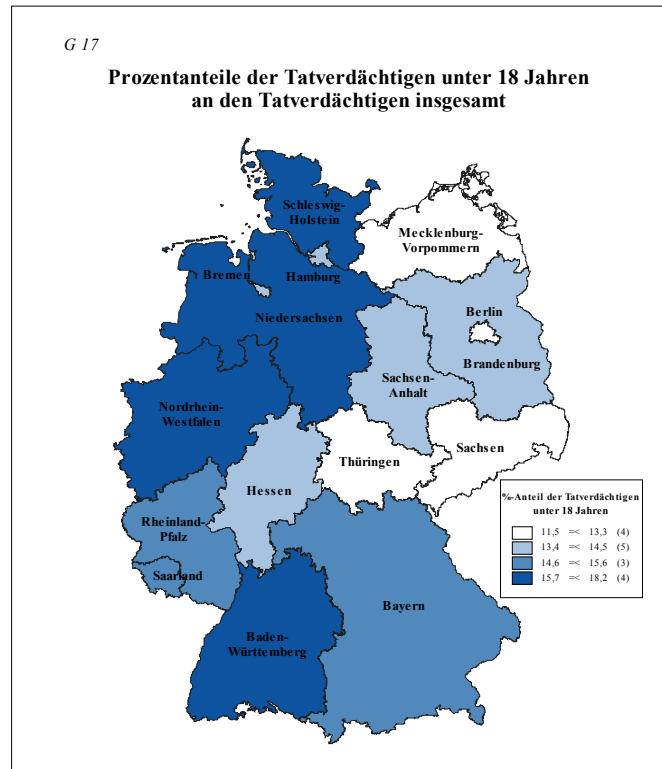 G 17
Prozentanteile der Tatverdächtigen unter 18 Jahren
an den Tatverdächtigen insgesamt
Schleswig-
Holstein
Mecklenburg-
Vorpommern
Bremen
Hamburg
Niedersachsen
Berlin
Brandenburg
Sachsen-
Anhalt
Nordrhein-
Westfalen
Sachsen
Thüringen
Hessen
Rheinland-
Pfalz
Saarland
Bayern
Baden-
Württemberg
%-Anteil der Tatverdächtigen
unter 18 Jahren
11,5 =< 13,3 (4)
13,4 =< 14,5 (5)
14,6 =< 15,6 (3)
15,7 =< 18,2 (4)